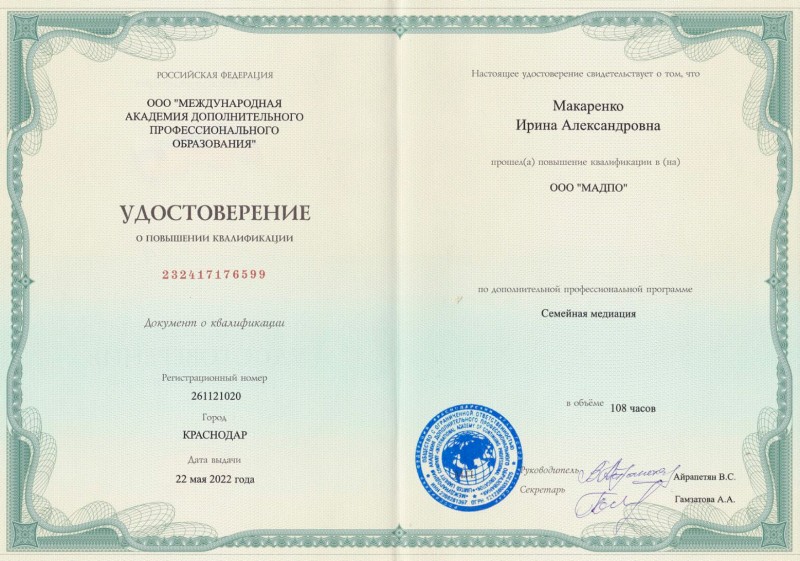 РОССИЙСКАЯ ФЕДЕРАЦИЯ
ООО "МЕЖДУНАРОДНАЯ
АКАДЕМИЯ ДОПОЛНИТЕЛЬНОГО
ПРОФЕССИОНАЛЬНОГО
ОБРАЗОВАНИЯ"
УДОСТОВЕРЕНИЕ
О ПОВЫШЕНИИ КВАЛИФИКАЦИИ
232417176599
Документ о квалификации
Регистрационный номер
261121020
Город
КРАСНОДАР
Дата выдачи
22 мая 2022 года
Настоящее удостоверение свидетельствует о том, что
Макаренко
Ирина Александровна
прошел(а) повышение квалификации в (на)
ООО "МАДПО"
по дополнительной профессиональной программе
Семейная медиация
в объёме 108 часов
Руководитель Айрапетян В.С.
Секретарь Гамзатова А.А.